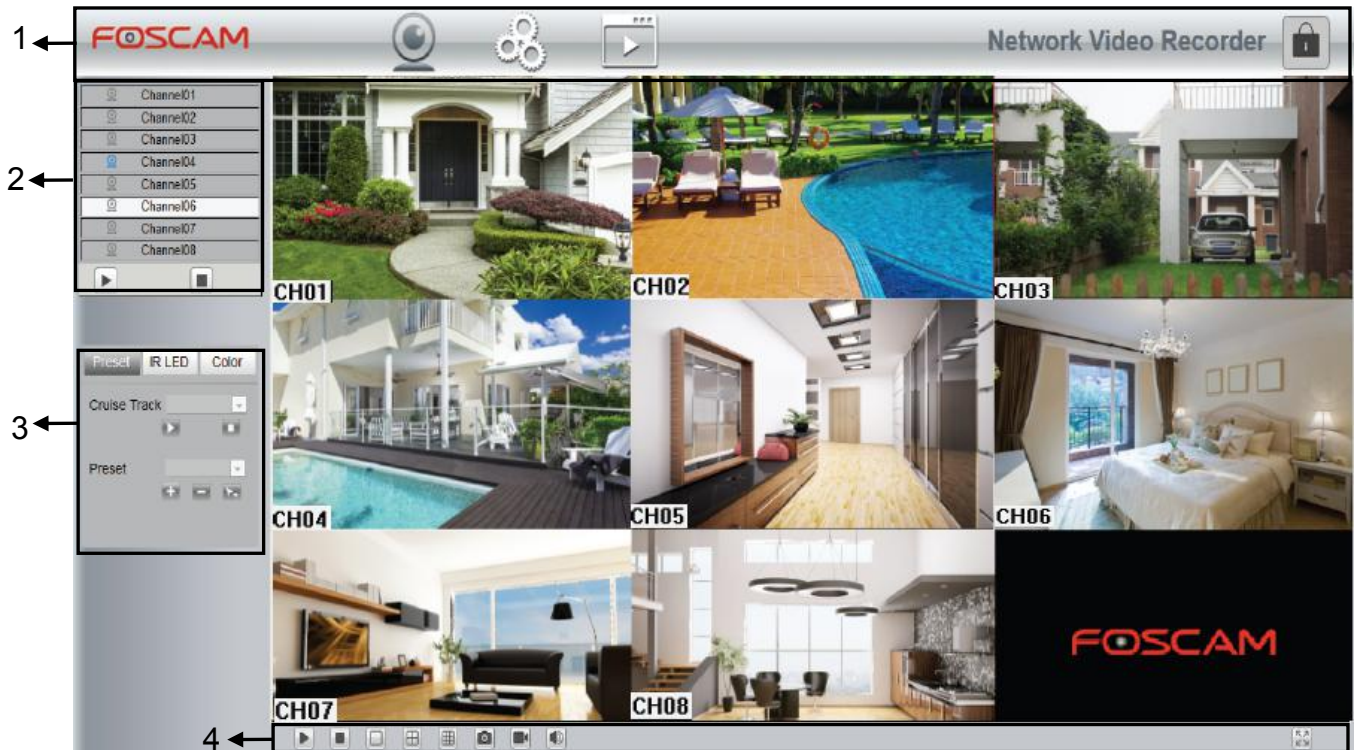 1
FOSCAM
Network Video Recorder
2
Channel01
Channel02
Channel03
Channel04
Channel05
Channel06
Channel07
Channel08
CH01
CH02
CH03
3
Preset IR LED Color
Cruise Track
Preset
CH04
CH05
CH06
CH07
CH08
FOSCAM
4